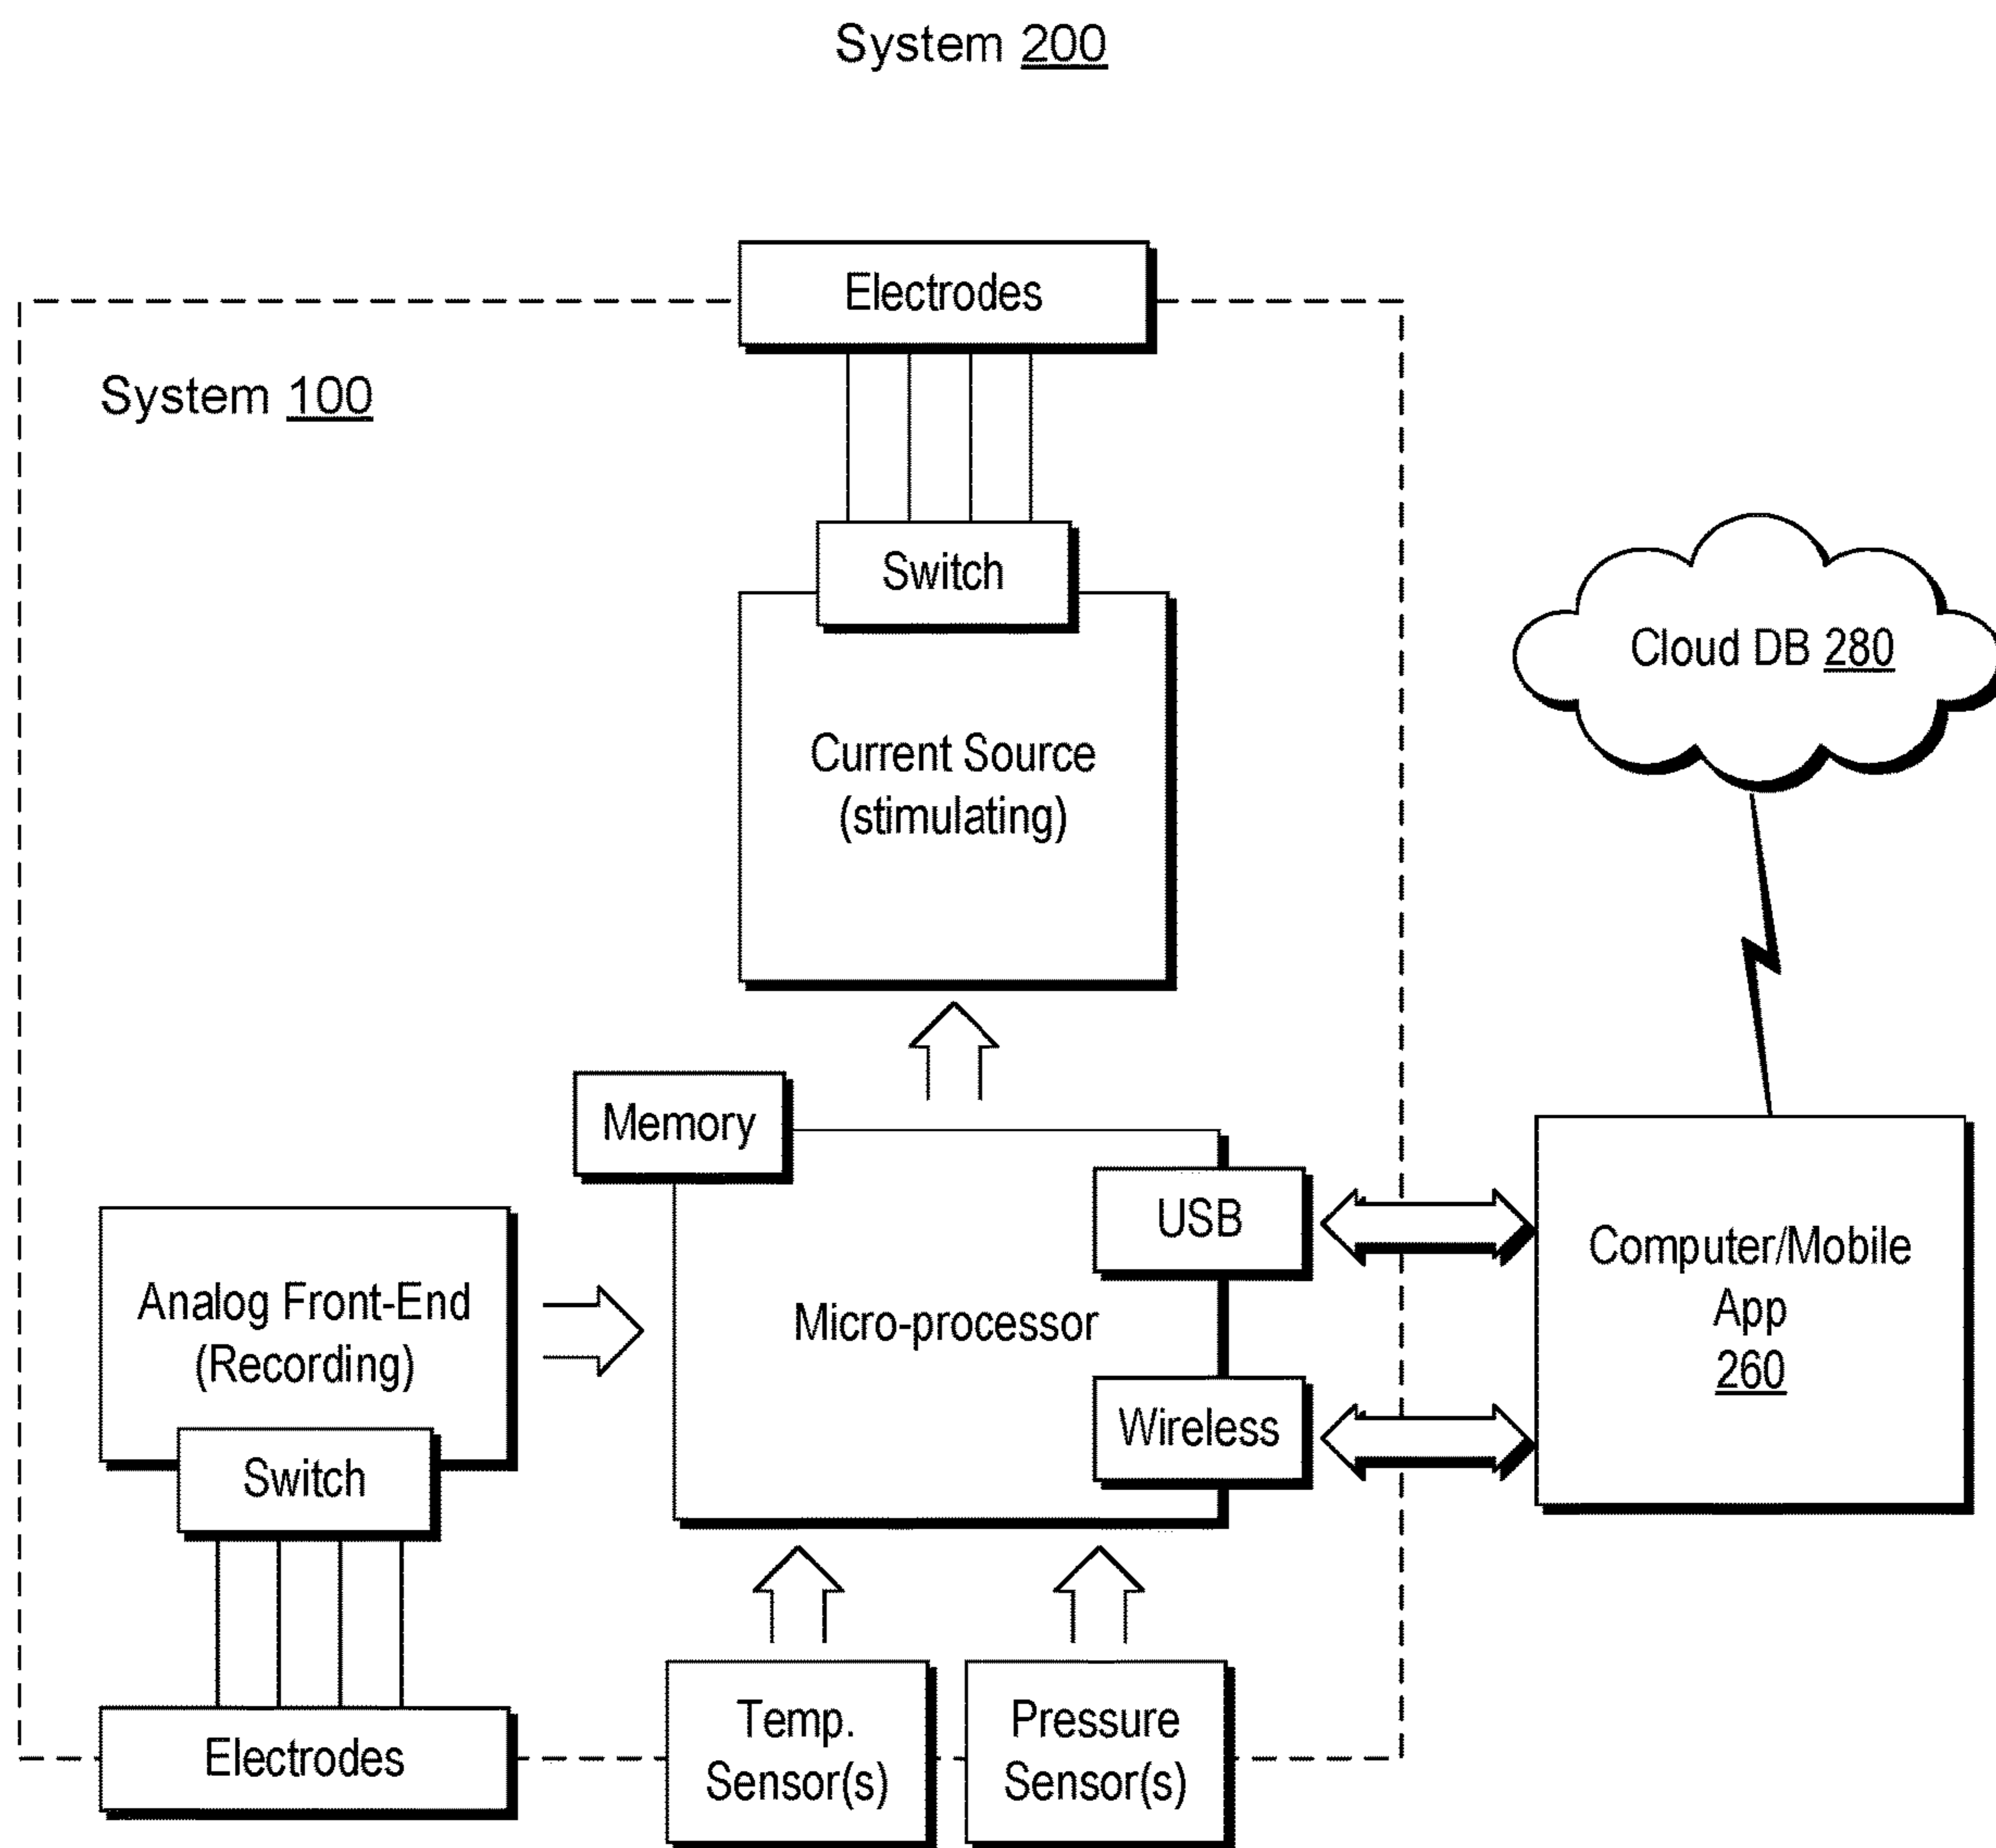 System 200
Electrodes
System 100
Switch
Cloud DB 280
Current Source
(stimulating)
Memory
USB
Computer/Mobile
App
260
Analog Front-End
(Recording)
Micro-processor
Wireless
Switch
Temp.
Sensor(s)
Pressure
Sensor(s)
Electrodes